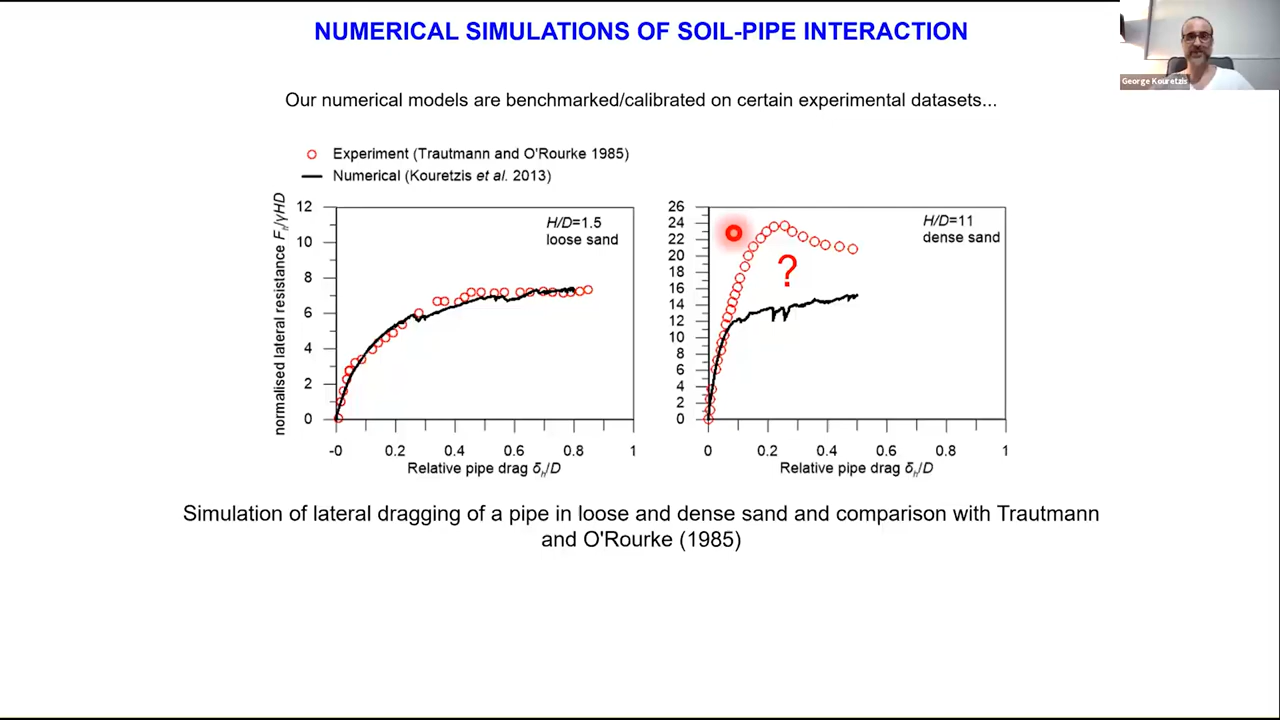 NUMERICAL SIMULATIONS OF SOIL-PIPE INTERACTION
George Kouretzis
Our numerical models are benchmarked/calibrated on certain experimental datasets...
Experiment (Trautmann and O'Rourke 1985)
Numerical (Kouretzis et al. 2013)
normalised lateral resistance Fh/γHD
12
10
8
6
4
2
0
H/D=1.5
loose sand
-0 0.2 0.4 0.6 0.8 1
Relative pipe drag δh/D
26
24
22
20
18
16
14
12
10
8
6
4
2
0
H/D=11
dense sand
?
0 0.2 0.4 0.6 0.8 1
Relative pipe drag δh/D
Simulation of lateral dragging of a pipe in loose and dense sand and comparison with Trautmann
and O'Rourke (1985)